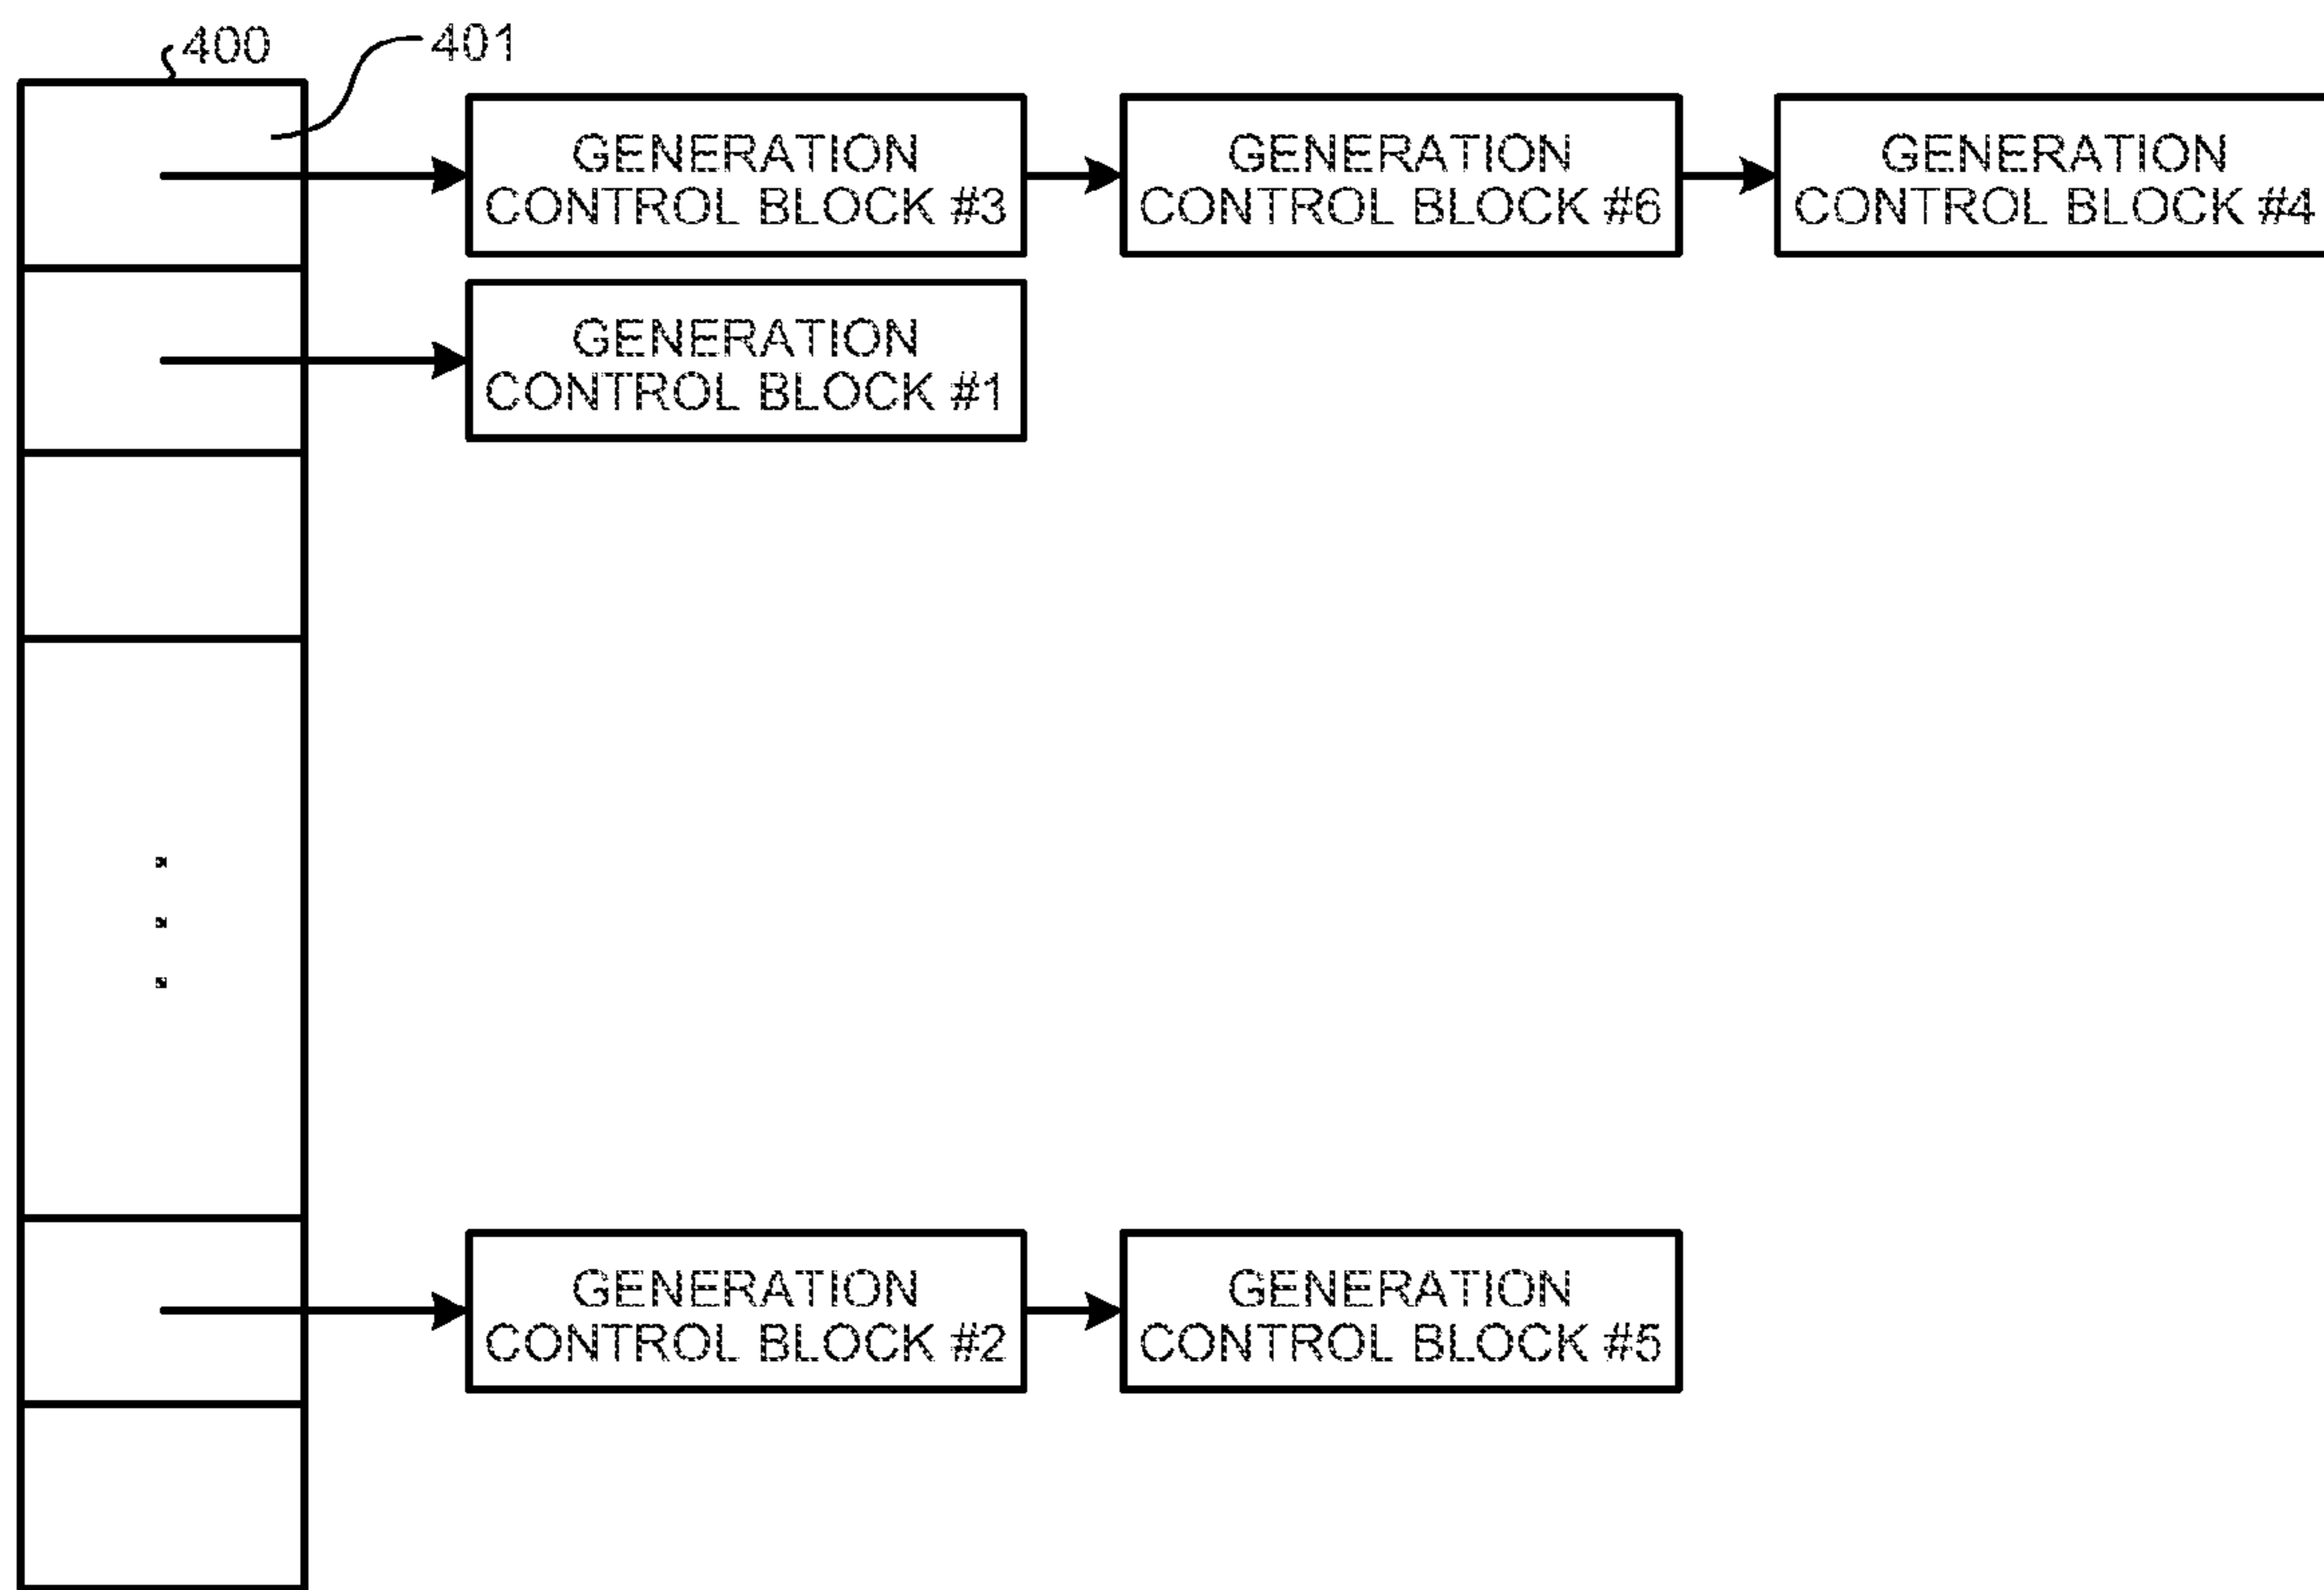 400
401
GENERATION
CONTROL BLOCK #3
GENERATION
CONTROL BLOCK #6
GENERATION
CONTROL BLOCK #4
GENERATION
CONTROL BLOCK #1
GENERATION
CONTROL BLOCK #2
GENERATION
CONTROL BLOCK #5